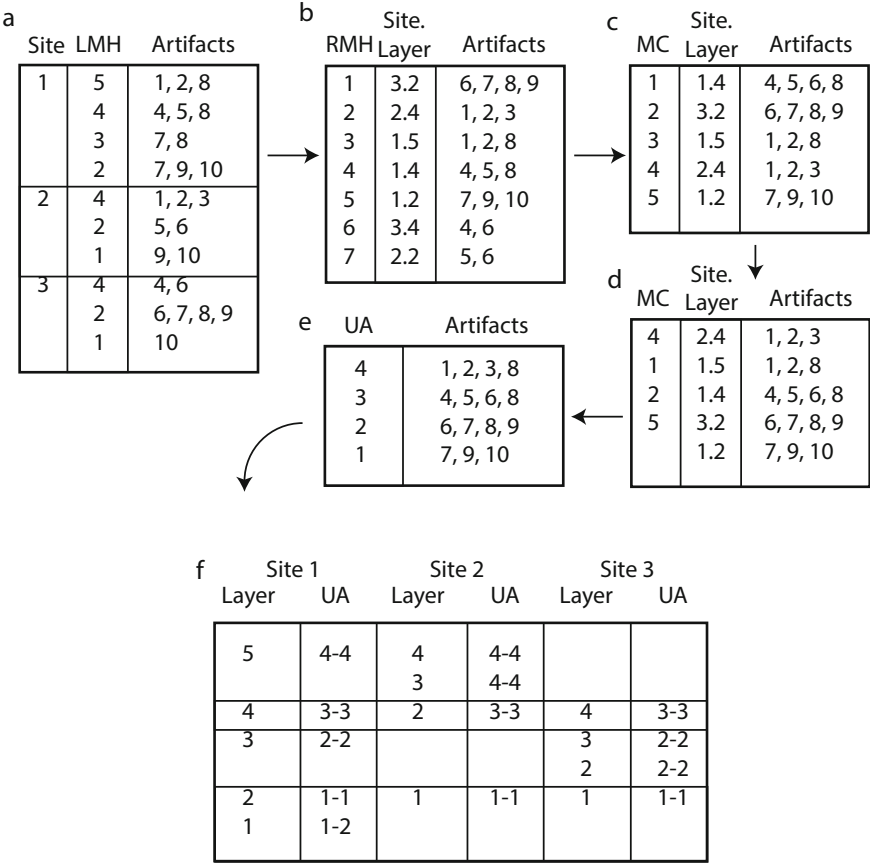 a
Site LMH Artifacts
1 5 1, 2, 8
4 4, 5, 8
3 7, 8
2 7, 9, 10
2 4 1, 2, 3
2 5, 6
1 9, 10
3 4 4, 6
2 6, 7, 8, 9
1 10
b
RMH Site. Layer Artifacts
1 3.2 6, 7, 8, 9
2 2.4 1, 2, 3
3 1.5 1, 2, 8
4 1.4 4, 5, 8
5 1.2 7, 9, 10
6 3.4 4, 6
7 2.2 5, 6
c
MC Site. Layer Artifacts
1 1.4 4, 5, 6, 8
2 3.2 6, 7, 8, 9
3 1.5 1, 2, 8
4 2.4 1, 2, 3
5 1.2 7, 9, 10
d
MC Site. Layer Artifacts
4 2.4 1, 2, 3
1 1.5 1, 2, 8
2 1.4 4, 5, 6, 8
5 3.2 6, 7, 8, 9
1.2 7, 9, 10
e
UA Artifacts
4 1, 2, 3, 8
3 4, 5, 6, 8
2 6, 7, 8, 9
1 7, 9, 10
f
Site 1 Site 2 Site 3
Layer UA Layer UA Layer UA
5 4-4 4 4-4
3 4-4
4 3-3 2 3-3 4 3-3
3 2-2 3 2-2
2 2-2
2 1-1 1 1-1 1 1-1
1 1-2